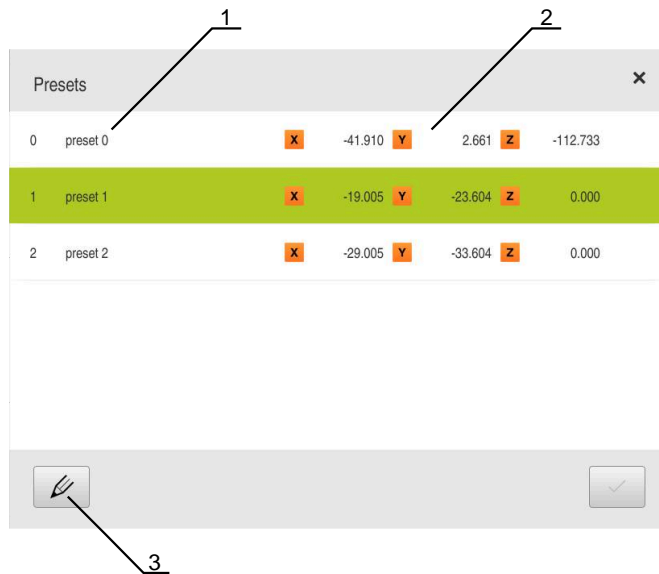 1 2
Presets ×
0 preset 0 X -41.910 Y 2.661 Z -112.733
1 preset 1 X -19.005 Y -23.604 Z 0.000
2 preset 2 X -29.005 Y -33.604 Z 0.000
3